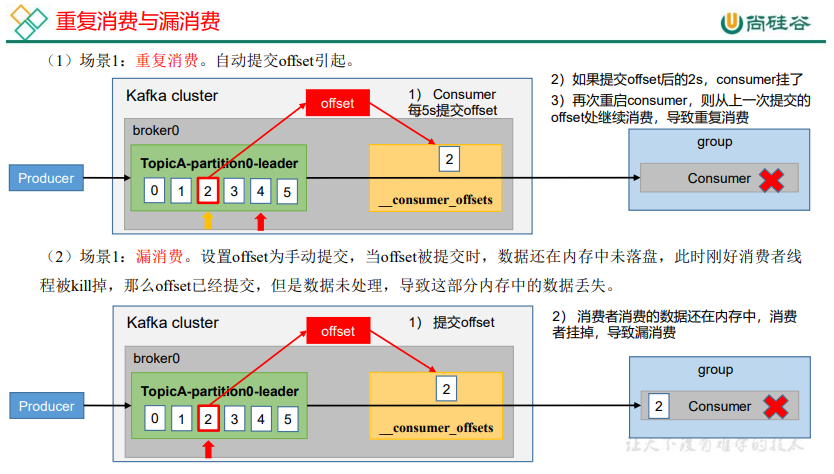 重复消费与漏消费
尚硅谷
（1）场景1：重复消费。自动提交offset引起。
Kafka cluster
offset
1） Consumer
每5s提交offset
2）如果提交offset后的2s，consumer挂了
3）再次重启consumer，则从上一次提交的
offset处继续消费，导致重复消费
broker0
TopicA-partition0-leader
0 1 2 3 4 5
2
__consumer_offsets
Producer
group
Consumer
（2）场景1：漏消费。设置offset为手动提交，当offset被提交时，数据还在内存中未落盘，此时刚好消费者线
程被kill掉，那么offset已经提交，但是数据未处理，导致这部分内存中的数据丢失。
Kafka cluster
offset
1） 提交offset
2） 消费者消费的数据还在内存中，消费
者挂掉，导致漏消费
broker0
TopicA-partition0-leader
0 1 2 3 4 5
2
__consumer_offsets
Producer
group
2 Consumer
让天下没有难学的技术